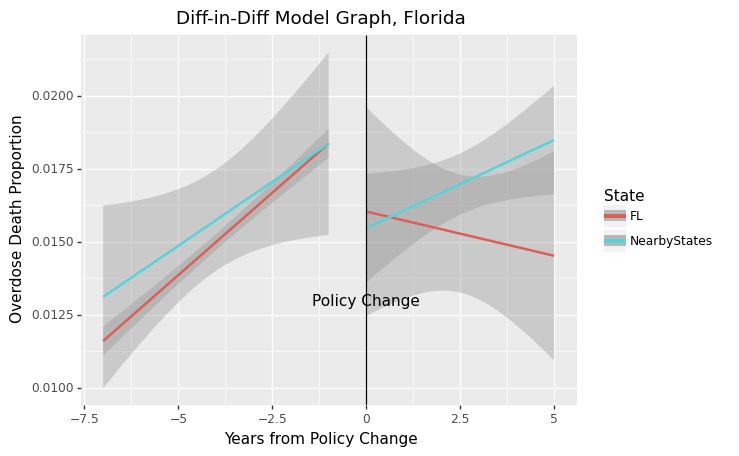 Diff-in-Diff Model Graph, Florida
Overdose Death Proportion
0.0200
0.0175
0.0150
0.0125
0.0100
Policy Change
−7.5
−5
−2.5
0
2.5
5
Years from Policy Change
State
FL
NearbyStates